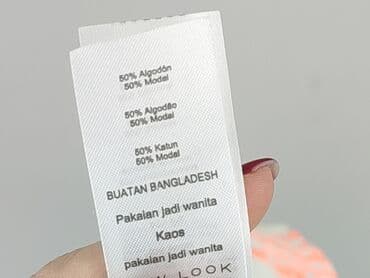 50% Algodón
50% Modal
50% Algodão
50% Modal
50% Katun
50% Modal
BUATAN BANGLADESH
Pakaian jadi wanita
Kaos
pakaian jadi wanita
LOOK